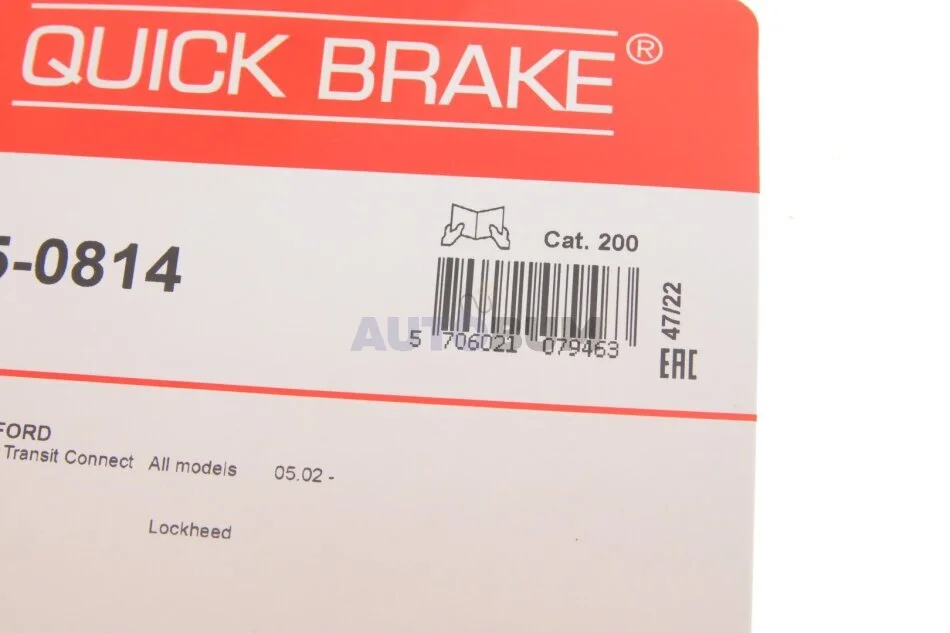 QUICK BRAKE®
5-0814
Cat. 200
5 706021 079463
47/22
EAC
AUTOBUM
FORD
Transit Connect All models 05.02 -
Lockheed